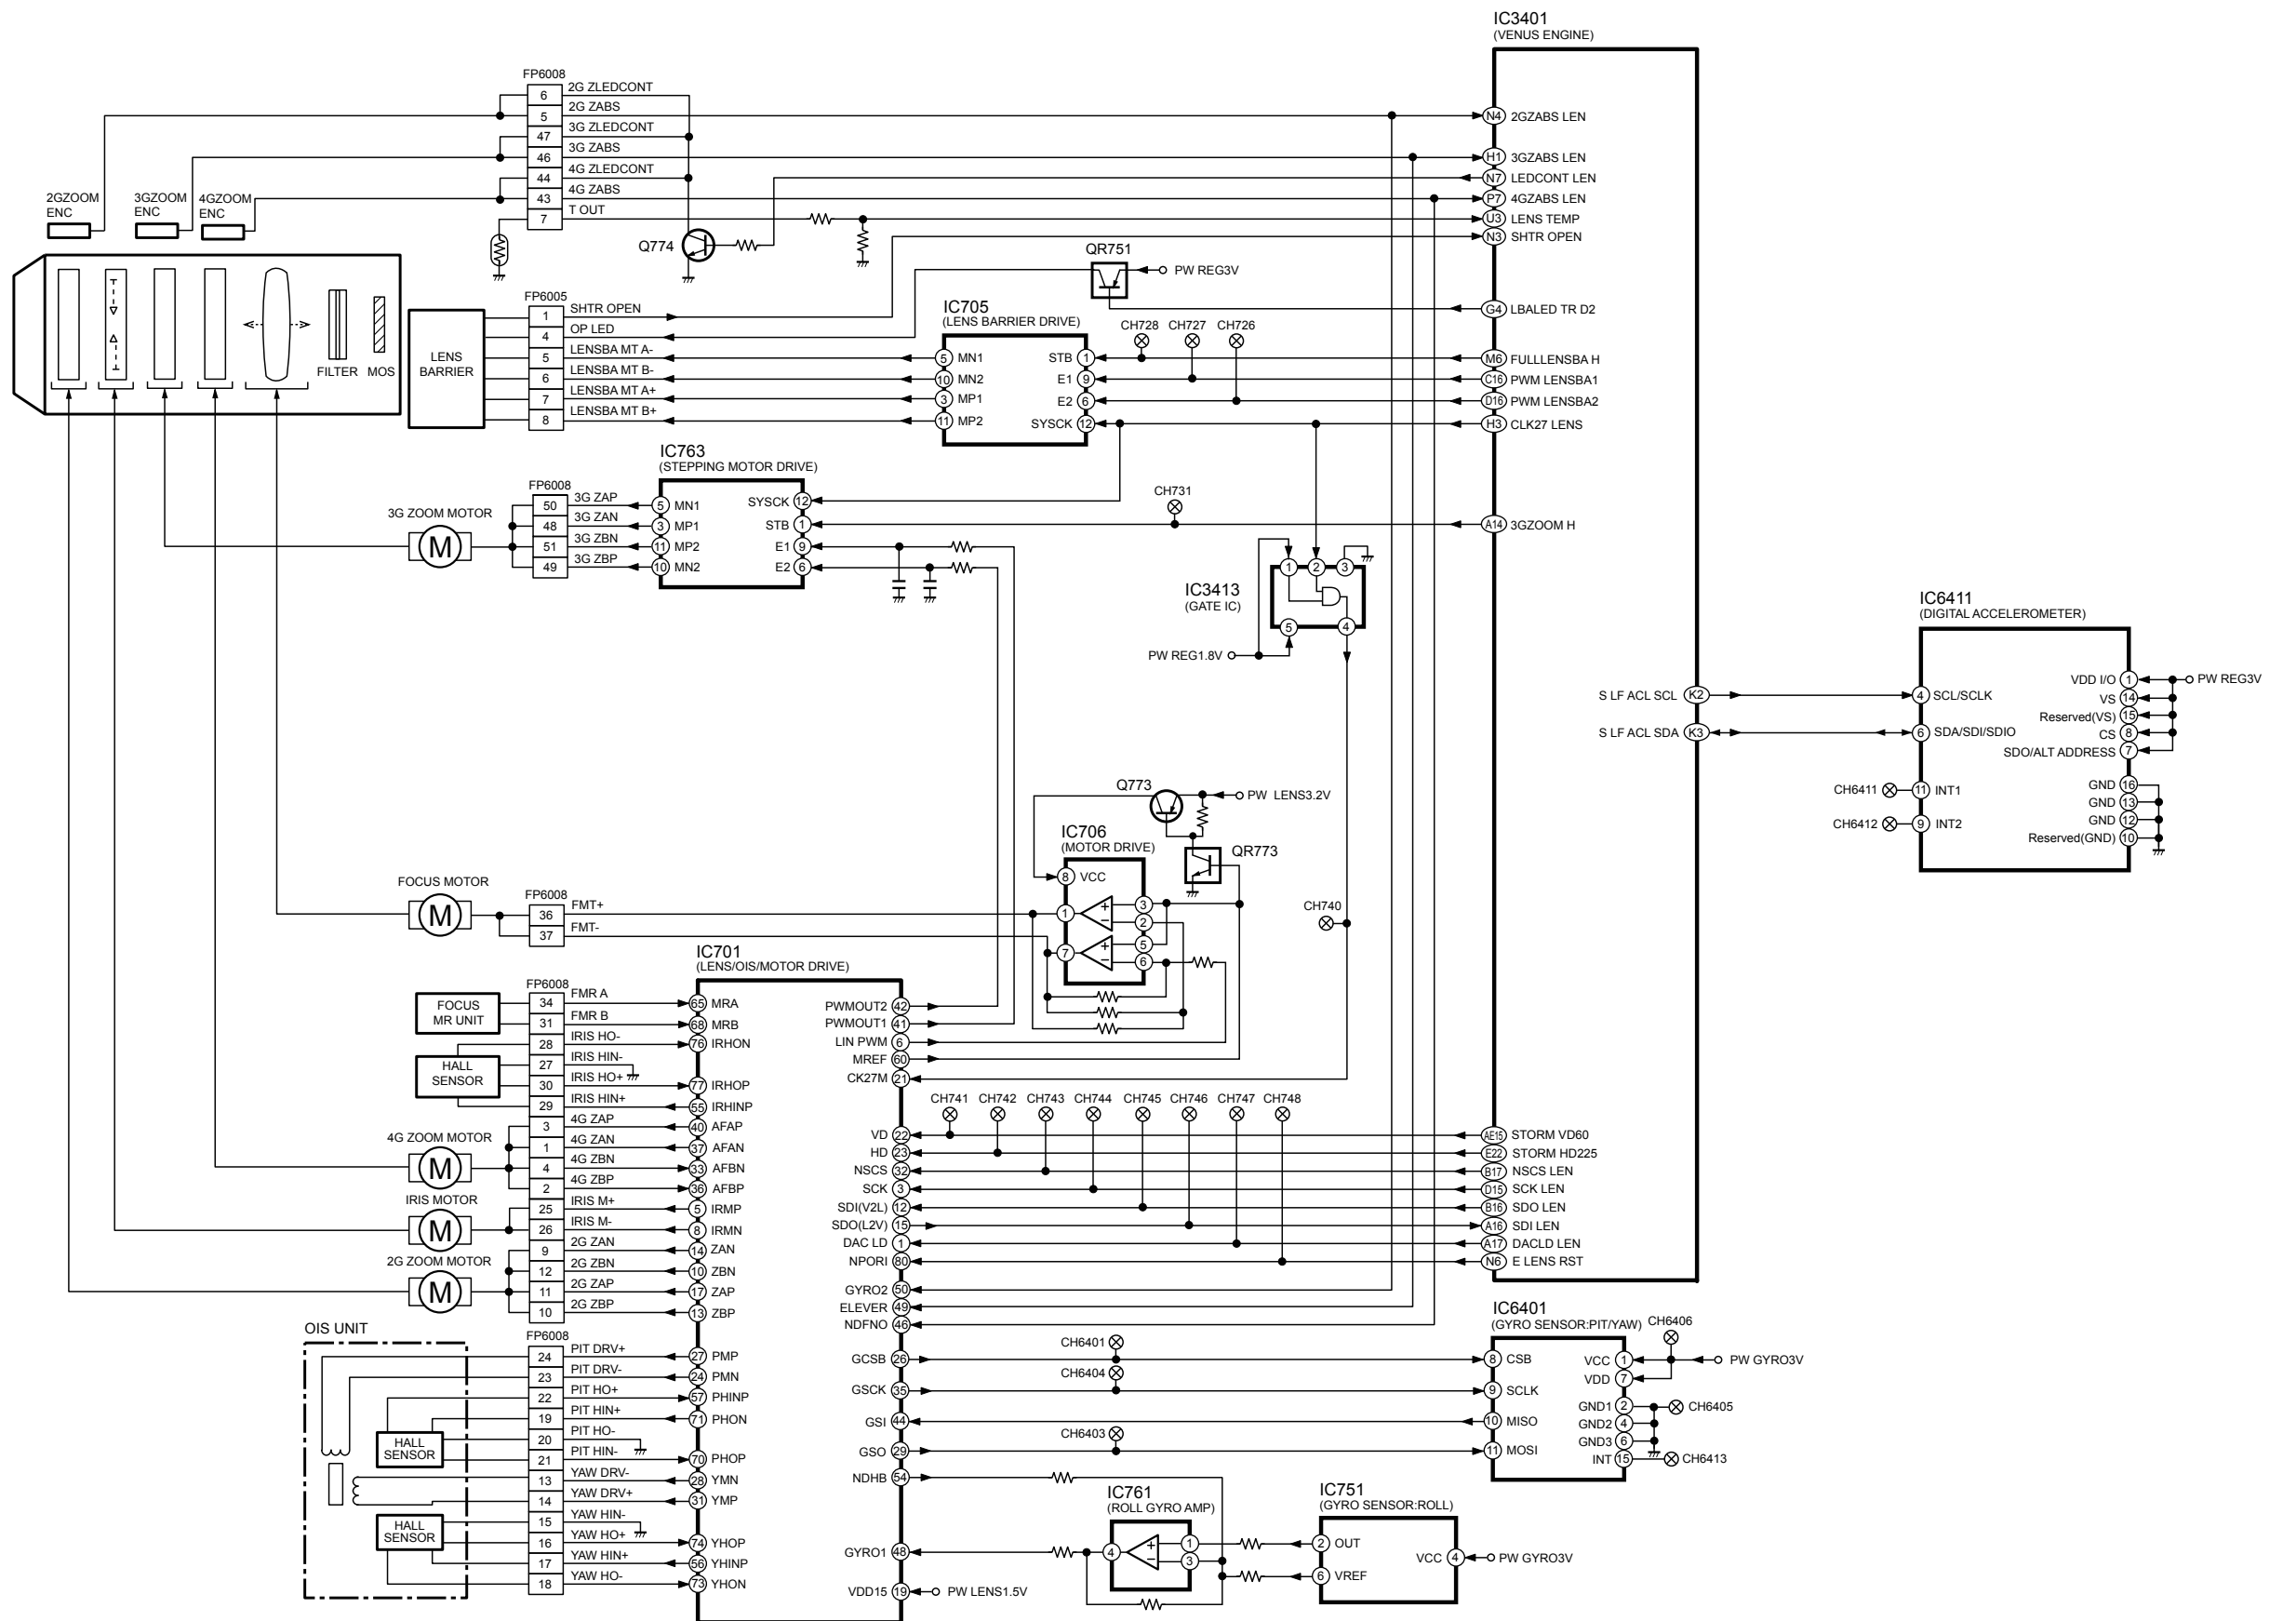 IC3401
(VENUS ENGINE)
FP6008
6 2G ZLEDCONT
5 2G ZABS
47 3G ZLEDCONT
46 3G ZABS
44 4G ZLEDCONT
43 4G ZABS
7 T OUT
N4 2GZABS LEN
H1 3GZABS LEN
N7 LEDCONT LEN
P7 4GZABS LEN
U3 LENS TEMP
N3 SHTR OPEN
2GZOOM
ENC
3GZOOM
ENC
4GZOOM
ENC
Q774
QR751
PW REG3V
FILTER
MOS
LENS
BARRIER
FP6005
1 SHTR OPEN
4 OP LED
5 LENSBA MT A-
6 LENSBA MT B-
7 LENSBA MT A+
8 LENSBA MT B+
IC705
(LENS BARRIER DRIVE)
5 MN1
10 MN2
3 MP1
11 MP2
STB 1
E1 9
E2 6
SYSCK 12
CH728
CH727
CH726
G4 LBALED TR D2
M6 FULLLENSBA H
C16 PWM LENSBA1
D16 PWM LENSBA2
H3 CLK27 LENS
IC763
(STEPPING MOTOR DRIVE)
FP6008
3G ZOOM MOTOR
M
50 3G ZAP
48 3G ZAN
51 3G ZBN
49 3G ZBP
5 MN1
3 MP1
11 MP2
10 MN2
SYSCK 12
STB 1
E1 9
E2 6
CH731
A14 3GZOOM H
IC3413
(GATE IC)
1
2
3
5
4
PW REG1.8V
IC6411
(DIGITAL ACCELEROMETER)
S LF ACL SCL K2
S LF ACL SDA K3
4 SCL/SCLK
6 SDA/SDI/SDIO
CH6411
11 INT1
CH6412
9 INT2
VDD I/O 1
VS 14
Reserved(VS) 15
CS 8
SDO/ALT ADDRESS 7
GND 16
GND 13
GND 12
Reserved(GND) 10
PW REG3V
Q773
PW LENS3.2V
QR773
IC706
(MOTOR DRIVE)
8 VCC
1
7
+
−
+
−
3
2
5
6
CH740
FOCUS MOTOR
M
FP6008
36 FMT+
37 FMT-
IC701
(LENS/OIS/MOTOR DRIVE)
FP6008
FOCUS
MR UNIT
HALL
SENSOR
34 FMR A
31 FMR B
28 IRIS HO-
27 IRIS HIN-
30 IRIS HO+
29 IRIS HIN+
3 4G ZAP
1 4G ZAN
4 4G ZBN
2 4G ZBP
25 IRIS M+
26 IRIS M-
9 2G ZAN
12 2G ZBN
11 2G ZAP
10 2G ZBP
4G ZOOM MOTOR
M
IRIS MOTOR
M
2G ZOOM MOTOR
M
65 MRA
68 MRB
76 IRHON
77 IRHOP
55 IRHINP
40 AFAP
37 AFAN
33 AFBN
36 AFBP
5 IRMP
8 IRMN
14 ZAN
10 ZBN
17 ZAP
13 ZBP
PWMOUT2 42
PWMOUT1 41
LIN PWM 6
MREF 60
CK27M 21
CH741
CH742
CH743
CH744
CH745
CH746
CH747
CH748
VD 22
HD 23
NSCS 32
SCK 3
SDI(V2L) 12
SDO(L2V) 15
DAC LD 1
NPORI 80
GYRO2 50
ELEVER 49
NDFNO 46
AE15 STORM VD60
E22 STORM HD225
B17 NSCS LEN
D15 SCK LEN
B16 SDO LEN
A16 SDI LEN
A17 DACLD LEN
N6 E LENS RST
OIS UNIT
HALL
SENSOR
HALL
SENSOR
FP6008
24 PIT DRV+
23 PIT DRV-
22 PIT HO+
19 PIT HIN+
20 PIT HO-
21 PIT HIN-
13 YAW DRV-
14 YAW DRV+
15 YAW HIN-
16 YAW HO+
17 YAW HIN+
18 YAW HO-
27 PMP
24 PMN
57 PHINP
71 PHON
70 PHOP
28 YMN
31 YMP
74 YHOP
56 YHINP
73 YHON
GCSB 26
GSCK 35
GSI 44
GSO 29
NDHB 54
GYRO1 48
VDD15 19
PW LENS1.5V
CH6401
CH6404
CH6403
IC6401
(GYRO SENSOR:PIT/YAW)
8 CSB
9 SCLK
10 MISO
11 MOSI
VCC 1
VDD 7
GND1 2
GND2 4
GND3 6
INT 15
CH6406
PW GYRO3V
CH6405
CH6413
IC761
(ROLL GYRO AMP)
4
+
−
1
3
IC751
(GYRO SENSOR:ROLL)
2 OUT
6 VREF
VCC 4
PW GYRO3V